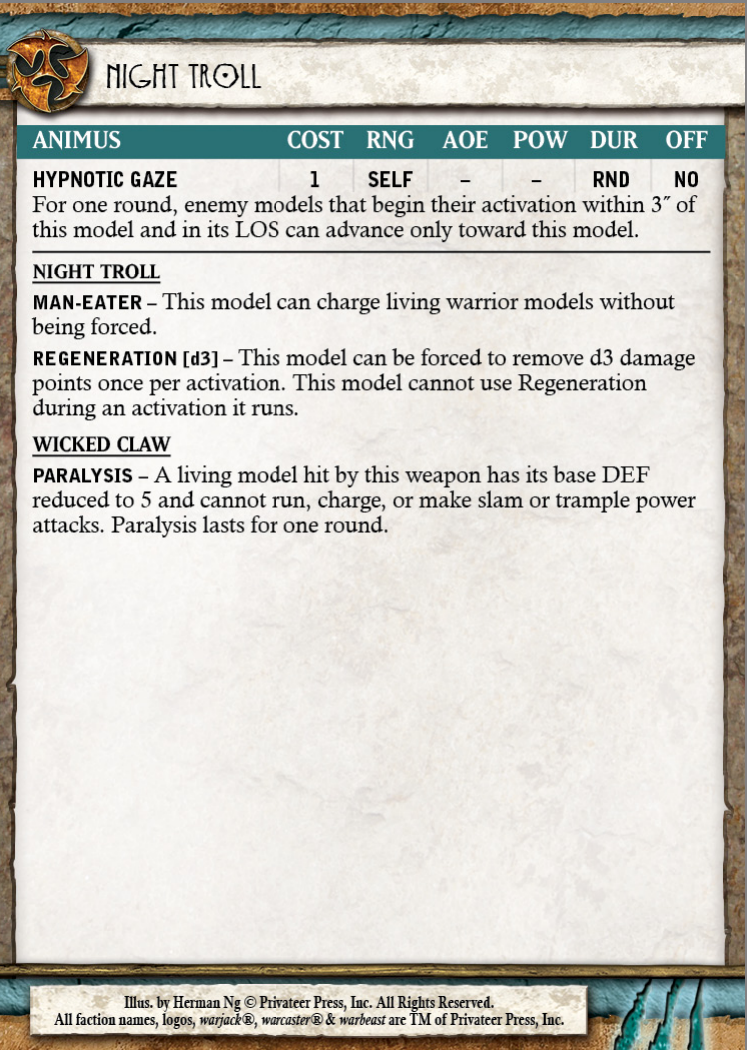 NIGHT TROLL
ANIMUS COST RNG AOE POW DUR OFF
HYPNOTIC GAZE 1 SELF – – RND NO
For one round, enemy models that begin their activation within 3″ of
this model and in its LOS can advance only toward this model.
NIGHT TROLL
MAN-EATER – This model can charge living warrior models without
being forced.
REGENERATION [d3] – This model can be forced to remove d3 damage
points once per activation. This model cannot use Regeneration
during an activation it runs.
WICKED CLAW
PARALYSIS – A living model hit by this weapon has its base DEF
reduced to 5 and cannot run, charge, or make slam or trample power
attacks. Paralysis lasts for one round.
Illus. by Herman Ng © Privateer Press, Inc. All Rights Reserved.
All faction names, logos, warjack®, warcaster® & warbeast are TM of Privateer Press, Inc.